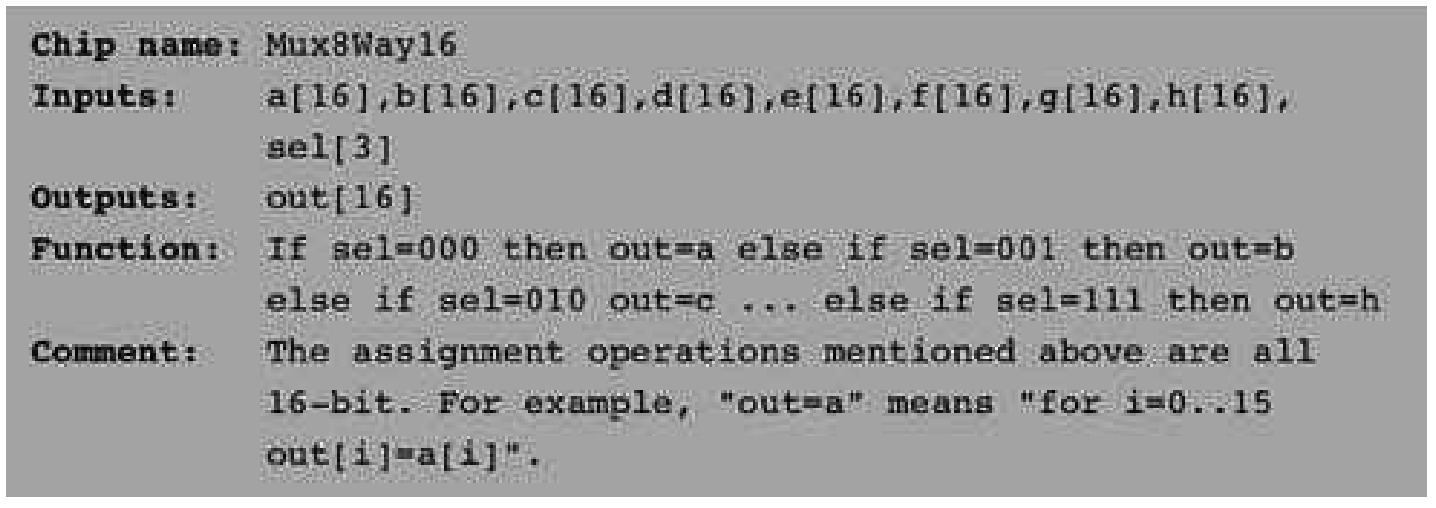 Chip name: Mux8Way16
Inputs: a[16],b[16],c[16],d[16],e[16],f[16],g[16],h[16],
sel[3]
Outputs: out[16]
Function: If sel=000 then out=a else if sel=001 then out=b
else if sel=010 out=c ... else if sel=111 then out=h
Comment: The assignment operations mentioned above are all
16-bit. For example, "out=a" means "for i=0..15
out[i]=a[i]".